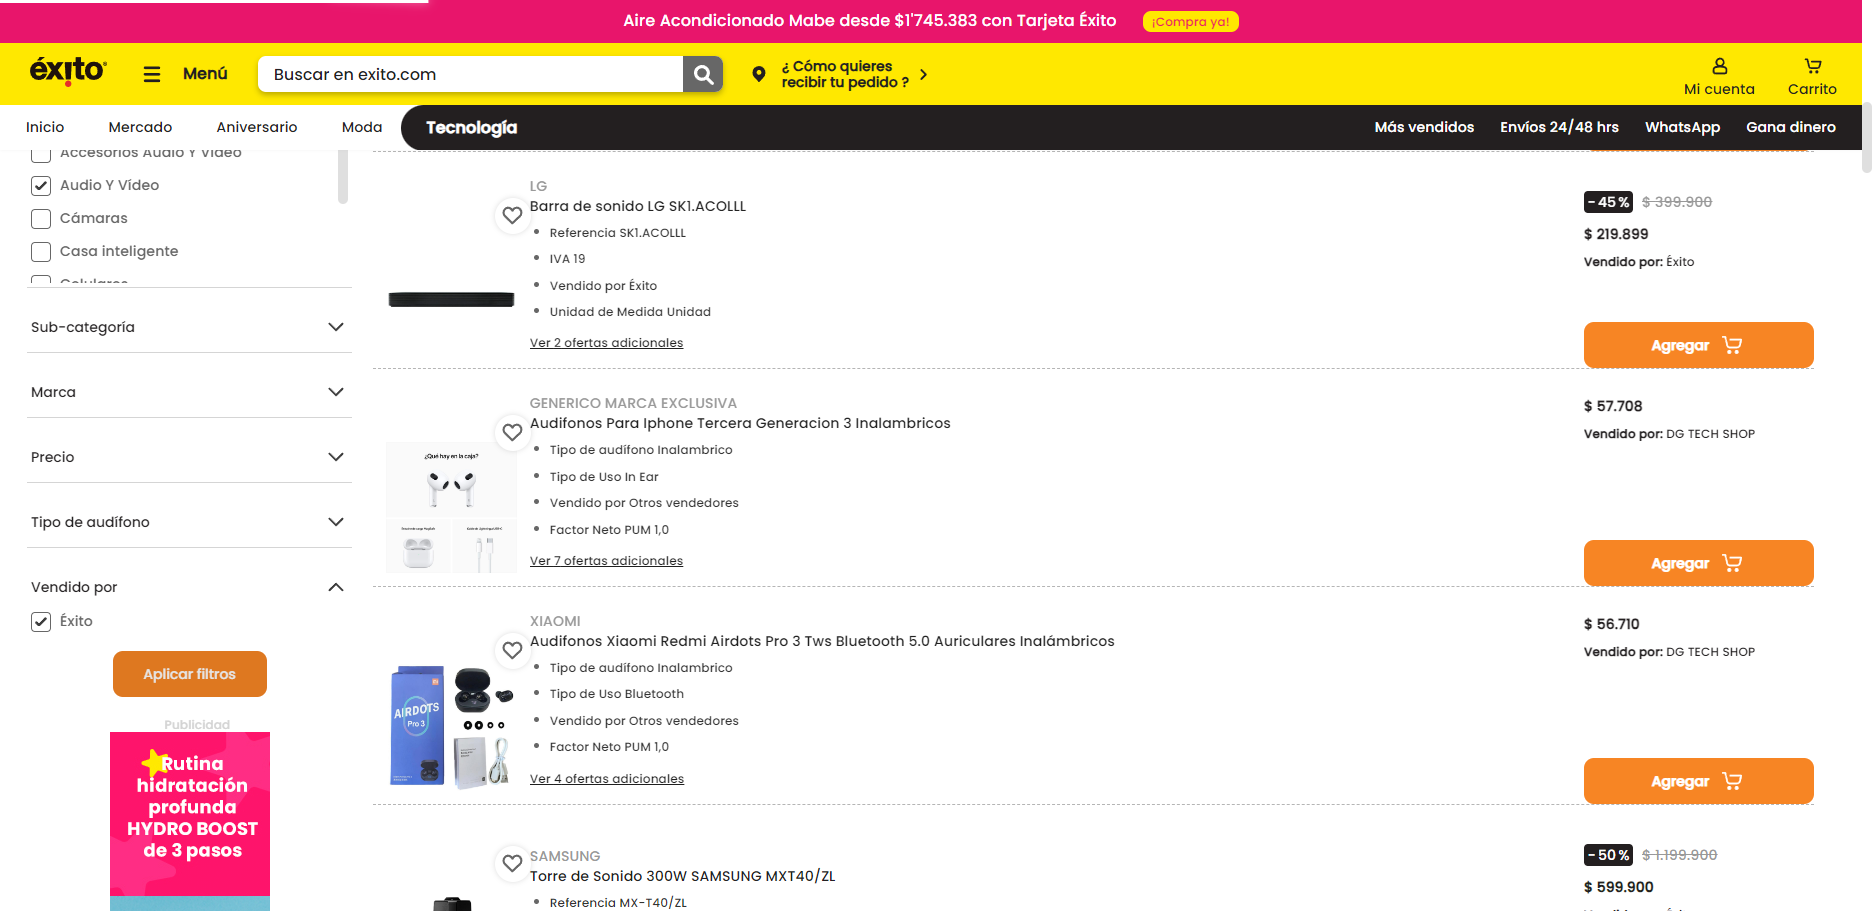 Aire Acondicionado Mabe desde $1'745.383 con Tarjeta Éxito
¡Compra ya!
éxito
Menú
Buscar en exito.com
¿ Cómo quieres
recibir tu pedido ?
Mi cuenta
Carrito
Inicio
Mercado
Aniversario
Moda
Tecnología
Más vendidos
Envíos 24/48 hrs
WhatsApp
Gana dinero
Accesorios Audio Y Video
Audio Y Vídeo
Cámaras
Casa inteligente
Celulares
Sub-categoría
Marca
Precio
Tipo de audífono
Vendido por
Éxito
Aplicar filtros
Publicidad
Rutina
hidratación
profunda
HYDRO BOOST
de 3 pasos
LG
Barra de sonido LG SK1.ACOLLL
Referencia SK1.ACOLLL
IVA 19
Vendido por Éxito
Unidad de Medida Unidad
Ver 2 ofertas adicionales
- 45 % $ 399.900
$ 219.899
Vendido por: Éxito
Agregar
GENERICO MARCA EXCLUSIVA
Audifonos Para Iphone Tercera Generacion 3 Inalambricos
Tipo de audífono Inalambrico
Tipo de Uso In Ear
Vendido por Otros vendedores
Factor Neto PUM 1,0
Ver 7 ofertas adicionales
¿Qué hay en la caja?
$ 57.708
Vendido por: DG TECH SHOP
Agregar
XIAOMI
Audifonos Xiaomi Redmi Airdots Pro 3 Tws Bluetooth 5.0 Auriculares Inalámbricos
Tipo de audífono Inalambrico
Tipo de Uso Bluetooth
Vendido por Otros vendedores
Factor Neto PUM 1,0
Ver 4 ofertas adicionales
AIRDOTS
Pro 3
$ 56.710
Vendido por: DG TECH SHOP
Agregar
SAMSUNG
Torre de Sonido 300W SAMSUNG MXT40/ZL
Referencia MX-T40/ZL
- 50 % $ 1.199.900
$ 599.900